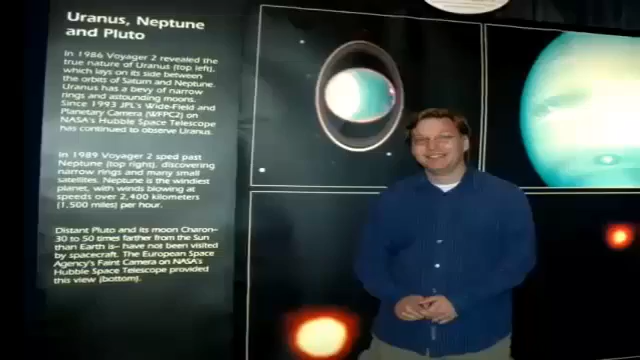 Uranus, Neptune
and Pluto
In 1986 Voyager 2 revealed the
true nature of Uranus (top left),
which lays on its side between
the orbits of Saturn and Neptune.
Uranus has a bevy of narrow
rings and astounding moons.
Since 1993 JPL's Wide-Field and
Planetary Camera (WFPC2) on
NASA's Hubble Space Telescope
has continued to observe Uranus.
In 1989 Voyager 2 sped past
Neptune (top right), discovering
narrow rings and many small
satellites. Neptune is the windiest
planet, with winds blowing at
speeds over 2,400 kilometers
(1,500 miles) per hour.
Distant Pluto and its moon Charon–
30 to 50 times farther from the Sun
than Earth is– have not been visited
by spacecraft. The European Space
Agency's Faint Camera on NASA's
Hubble Space Telescope provided
this view (bottom).